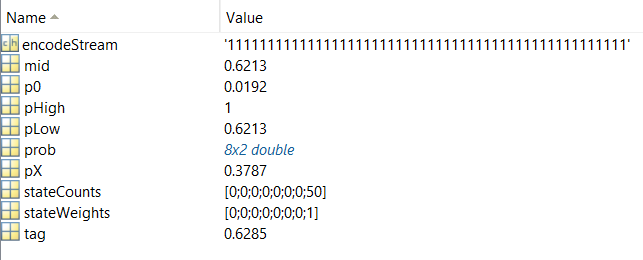 Name Value
ch encodeStream '11111111111111111111111111111111111111111111111111'
mid 0.6213
p0 0.0192
pHigh 1
pLow 0.6213
prob 8x2 double
pX 0.3787
stateCounts [0;0;0;0;0;0;0;50]
stateWeights [0;0;0;0;0;0;0;1]
tag 0.6285